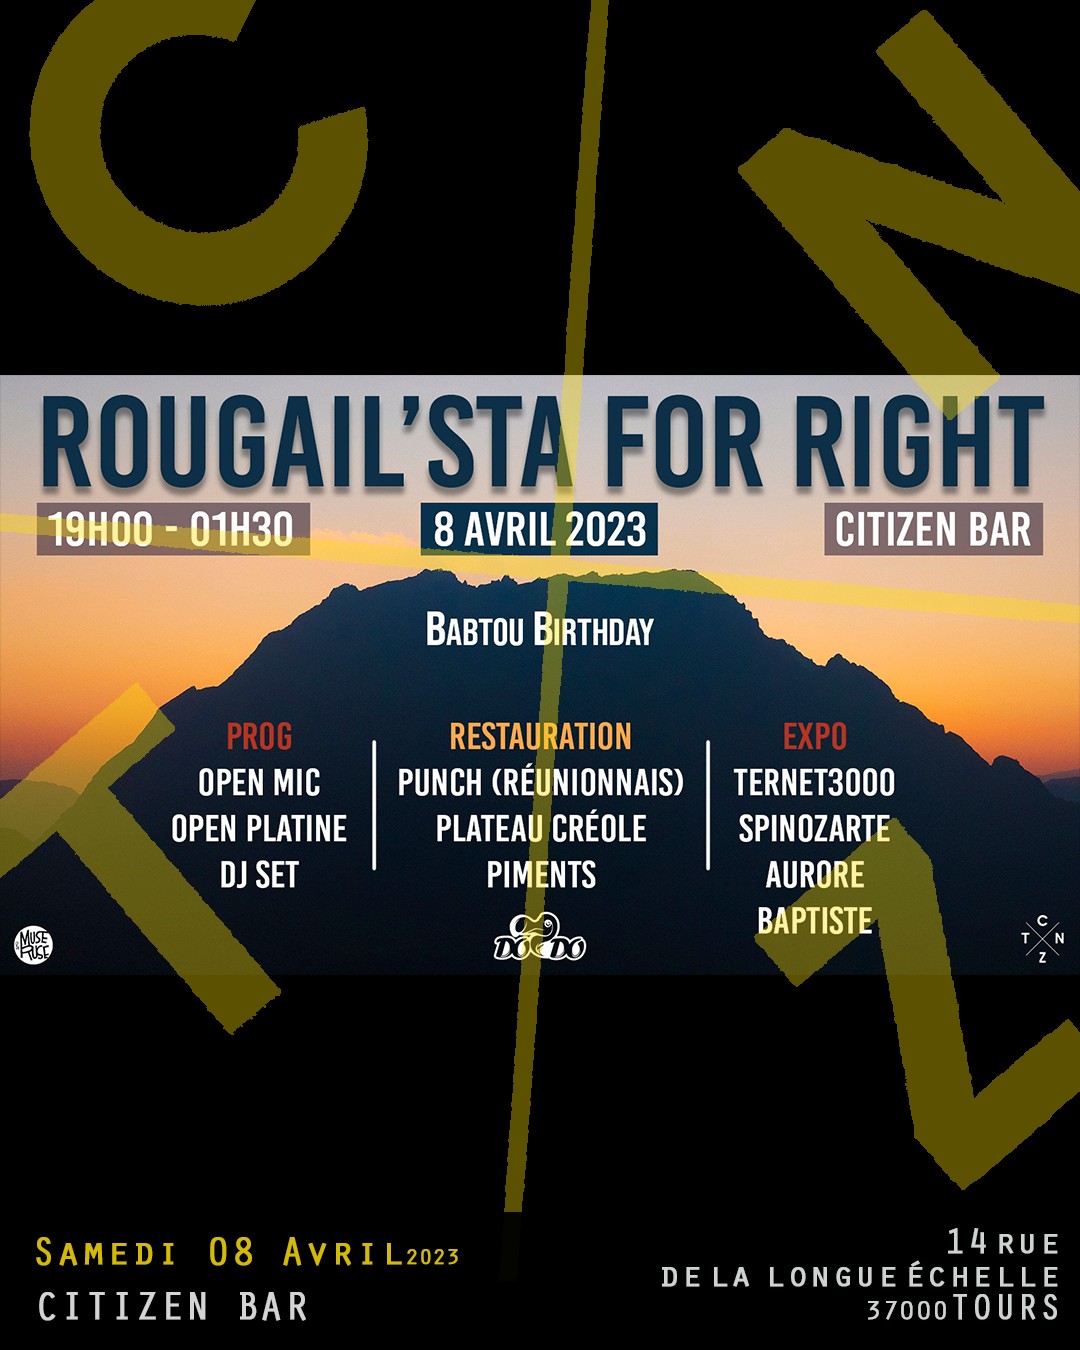 C N
ROUGAIL'STA FOR RIGHT
19H00 - 01H30
8 AVRIL 2023
CITIZEN BAR
BABTOU BIRTHDAY
PROG
OPEN MIC
OPEN PLATINE
DJ SET
RESTAURATION
PUNCH (RÉUNIONNAIS)
PLATEAU CRÉOLE
PIMENTS
EXPO
TERNET3000
SPINOZARTE
AURORE
BAPTISTE
T Z
MUSE
&
RUSE
DODO
C
T N
Z
SAMEDI 08 AVRIL 2023
CITIZEN BAR
14 RUE
DE LA LONGUE ÉCHELLE
37000 TOURS